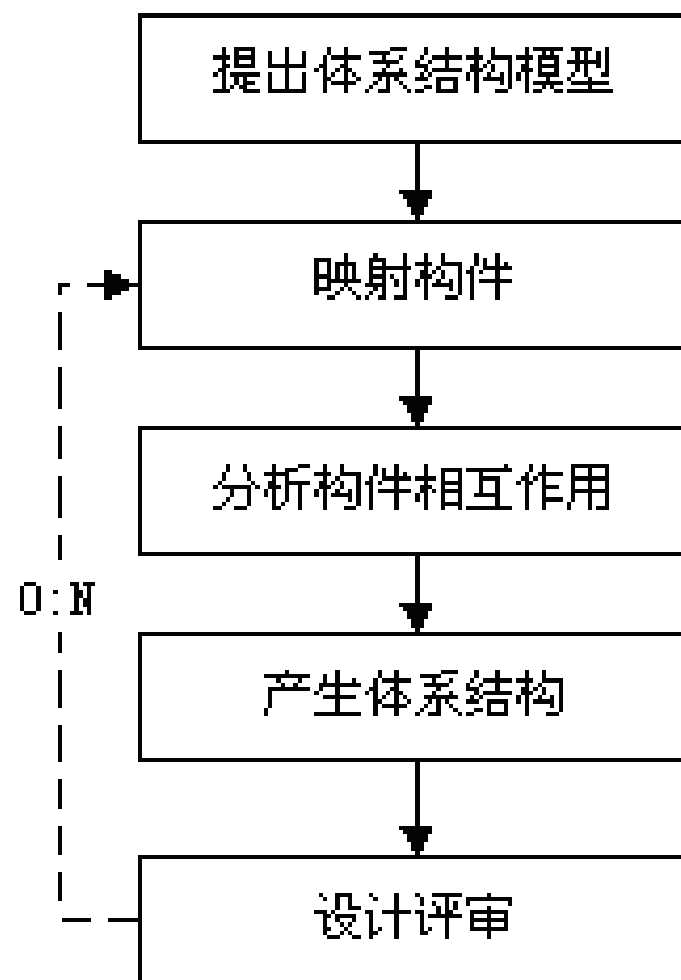 提出体系结构模型
映射构件
分析构件相互作用
0:N
产生体系结构
设计评审